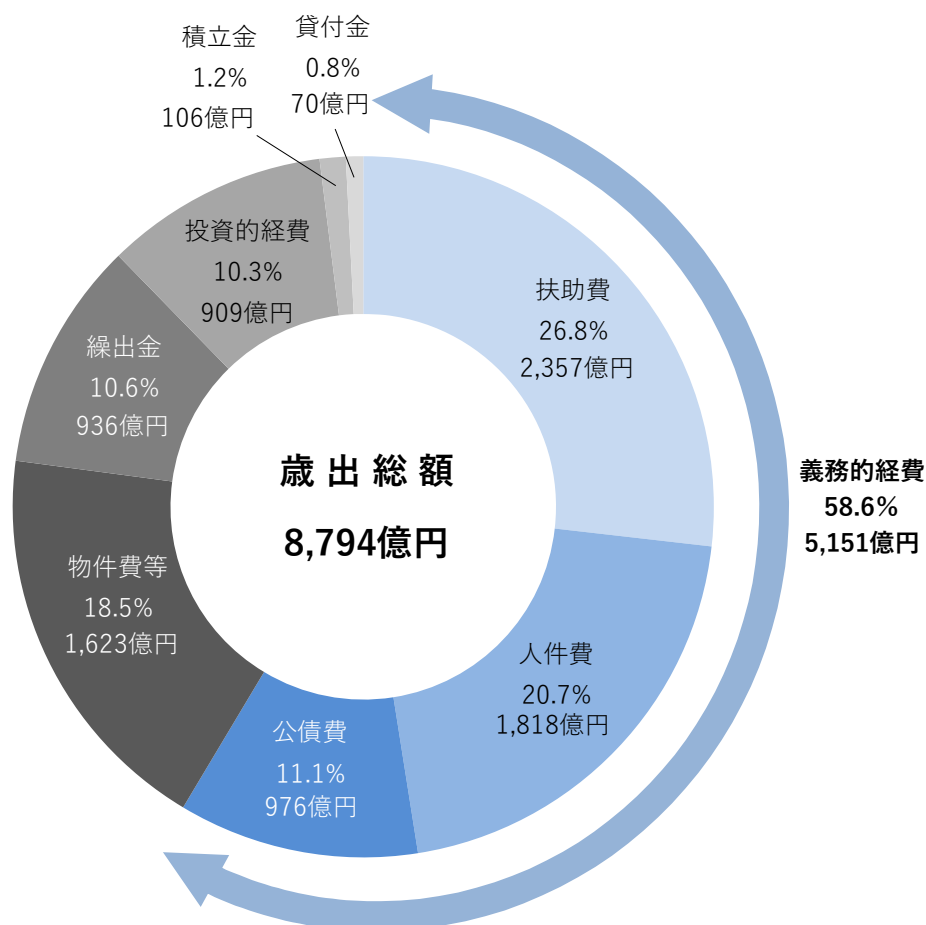 積立金
1.2%
106億円
貸付金
0.8%
70億円
投資的経費
10.3%
909億円
扶助費
26.8%
2,357億円
繰出金
10.6%
936億円
歳出総額
8,794億円
義務的経費
58.6%
5,151億円
物件費等
18.5%
1,623億円
人件費
20.7%
1,818億円
公債費
11.1%
976億円